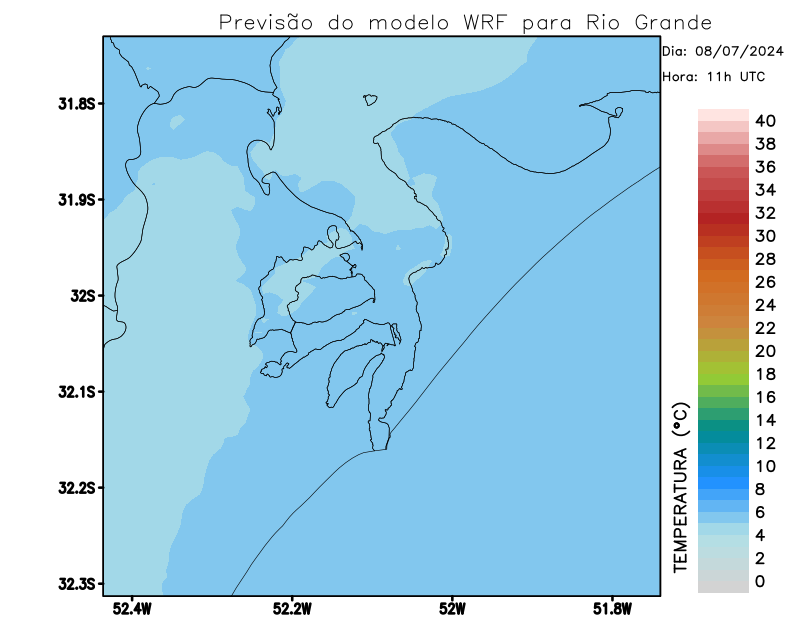 Previsão do modelo WRF para Rio Grande
Dia: 08/07/2024
Hora: 11h UTC
31.8S
31.9S
32S
32.1S
32.2S
32.3S
52.4W
52.2W
52W
51.8W
TEMPERATURA (°C)
40
38
36
34
32
30
28
26
24
22
20
18
16
14
12
10
8
6
4
2
0